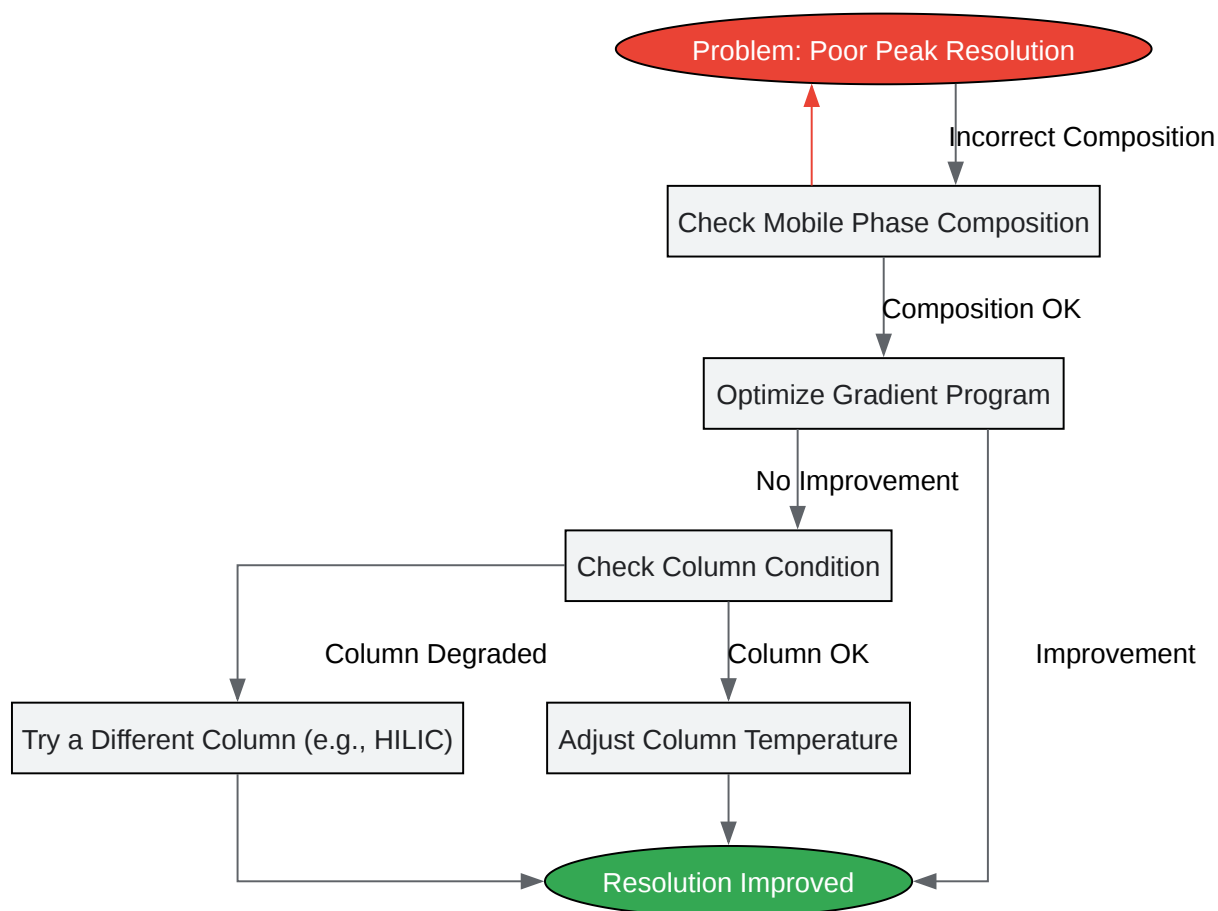 Problem: Poor Peak Resolution
Incorrect Composition
Check Mobile Phase Composition
Composition OK
Optimize Gradient Program
No Improvement
Check Column Condition
Column Degraded
Column OK
Improvement
Try a Different Column (e.g., HILIC)
Adjust Column Temperature
Resolution Improved